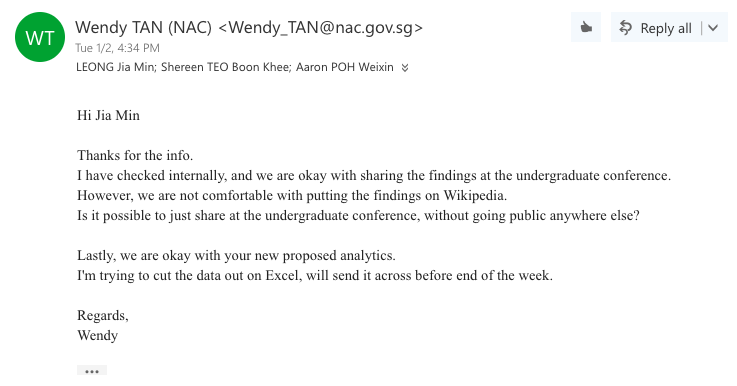 WT
Wendy TAN (NAC) <Wendy_TAN@nac.gov.sg>
Reply all
Tue 1/2, 4:34 PM
LEONG Jia Min; Shereen TEO Boon Khee; Aaron POH Weixin
Hi Jia Min
Thanks for the info.
I have checked internally, and we are okay with sharing the findings at the undergraduate conference.
However, we are not comfortable with putting the findings on Wikipedia.
Is it possible to just share at the undergraduate conference, without going public anywhere else?
Lastly, we are okay with your new proposed analytics.
I'm trying to cut the data out on Excel, will send it across before end of the week.
Regards,
Wendy